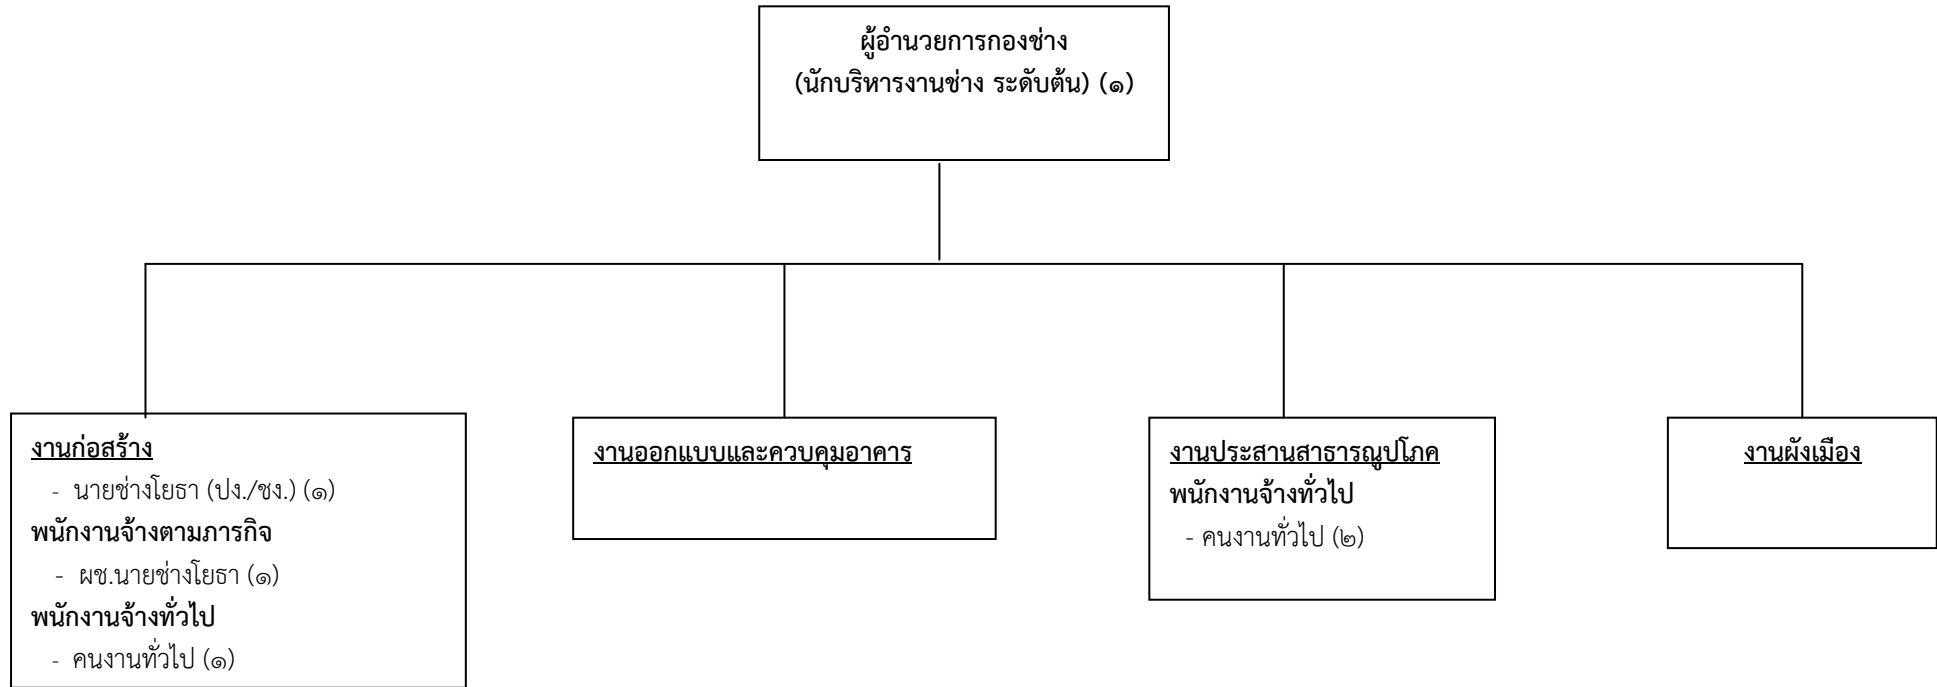 ผู้อำนวยการกองช่าง
(นักบริหารงานช่าง ระดับต้น) (๑)
งานก่อสร้าง
- นายช่างโยธา (ปง./ชง.) (๑)
พนักงานจ้างตามภารกิจ
- ผช.นายช่างโยธา (๑)
พนักงานจ้างทั่วไป
- คนงานทั่วไป (๑)
งานออกแบบและควบคุมอาคาร
งานประสานสาธารณูปโภค
พนักงานจ้างทั่วไป
- คนงานทั่วไป (๒)
งานผังเมือง